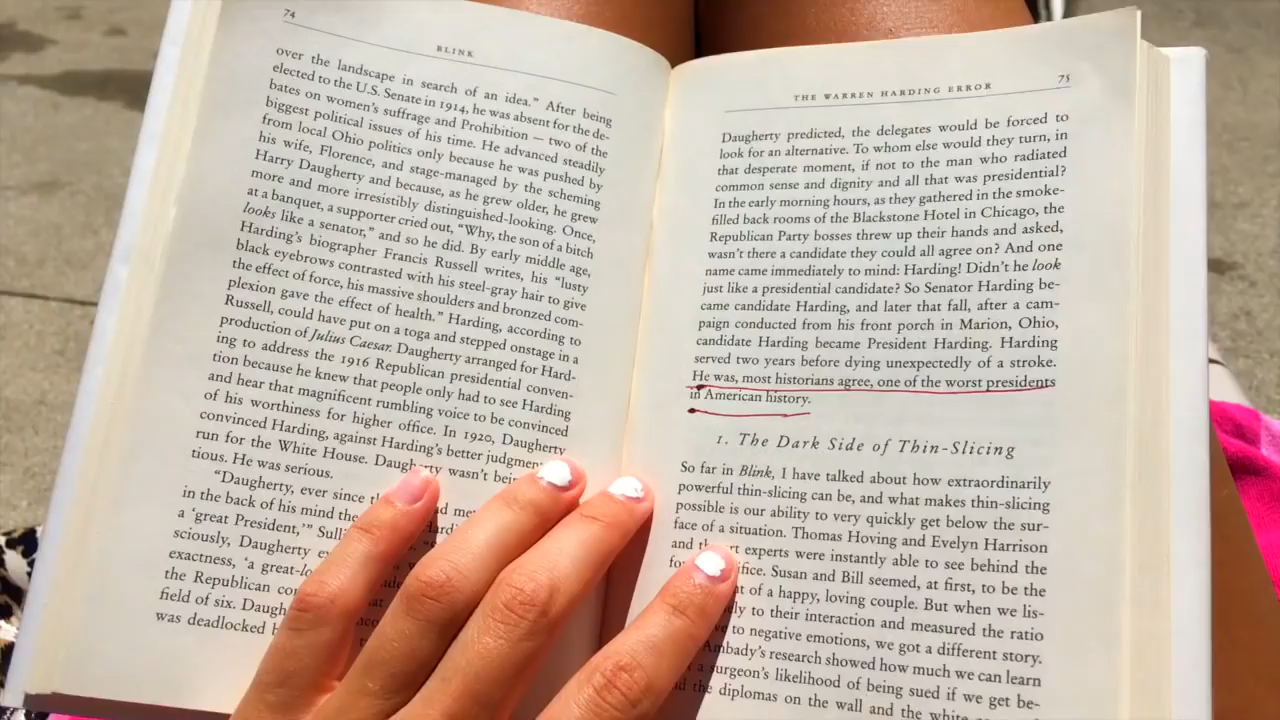 74
BLINK
over the landscape in search of an idea.” After being
elected to the U.S. Senate in 1914, he was absent for the de-
bates on women's suffrage and Prohibition — two of the
biggest political issues of his time. He advanced steadily
from local Ohio politics only because he was pushed by
his wife, Florence, and stage-managed by the scheming
Harry Daugherty and because, as he grew older, he grew
more and more irresistibly distinguished-looking. Once,
at a banquet, a supporter cried out, “Why, the son of a bitch
looks like a senator,” and so he did. By early middle age,
Harding's biographer Francis Russell writes, his “lusty
black eyebrows contrasted with his steel-gray hair to give
the effect of force, his massive shoulders and bronzed com-
plexion gave the effect of health.” Harding, according to
Russell, could have put on a toga and stepped onstage in a
production of Julius Caesar. Daugherty arranged for Hard-
ing to address the 1916 Republican presidential conven-
tion because he knew that people only had to see Harding
and hear that magnificent rumbling voice to be convinced
of his worthiness for higher office. In 1920, Daugherty
convinced Harding, against Harding's better judgment,
run for the White House. Daugherty wasn't
tious. He was serious.
“Daugherty, ever since
in the back of his mind
a ‘great President,’”
sciously, Daugherty
exactness, ‘a
the Republican
field of six.
was deadlocked
THE WARREN HARDING ERROR
75
Daugherty predicted, the delegates would be forced to
look for an alternative. To whom else would they turn, in
that desperate moment, if not to the man who radiated
common sense and dignity and all that was presidential?
In the early morning hours, as they gathered in the smoke-
filled back rooms of the Blackstone Hotel in Chicago, the
Republican Party bosses threw up their hands and asked,
wasn't there a candidate they could all agree on? And one
name came immediately to mind: Harding! Didn't he look
just like a presidential candidate? So Senator Harding be-
came candidate Harding, and later that fall, after a cam-
paign conducted from his front porch in Marion, Ohio,
candidate Harding became President Harding. Harding
served two years before dying unexpectedly of a stroke.
He was, most historians agree, one of the worst presidents
in American history.
1. The Dark Side of Thin-Slicing
So far in Blink, I have talked about how extraordinarily
powerful thin-slicing can be, and what makes thin-slicing
possible is our ability to very quickly get below the sur-
face of a situation. Thomas Hoving and Evelyn Harrison
and experts were instantly able to see behind the
Susan and Bill seemed, at first, to be the
of a happy, loving couple. But when we lis-
to their interaction and measured the ratio
to negative emotions, we got a different story.
Ambady's research showed how much we can learn
a surgeon's likelihood of being sued if we get be-
the diplomas on the wall and the white